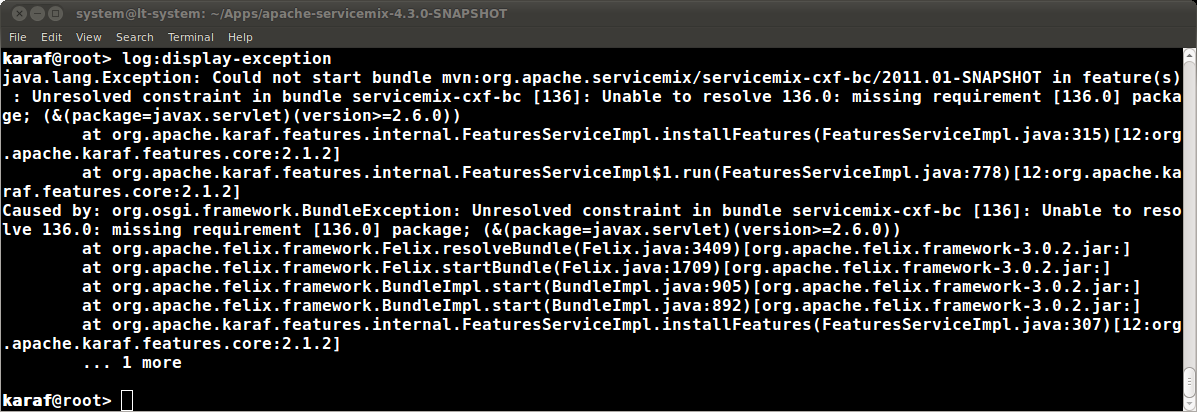 system@lt-system: ~/Apps/apache-servicemix-4.3.0-SNAPSHOT
File Edit View Search Terminal Help
karaf@root> log:display-exception
java.lang.Exception: Could not start bundle mvn:org.apache.servicemix/servicemix-cxf-bc/2011.01-SNAPSHOT in feature(s)
 : Unresolved constraint in bundle servicemix-cxf-bc [136]: Unable to resolve 136.0: missing requirement [136.0] packa
ge; (&(package=javax.servlet)(version>=2.6.0))
        at org.apache.karaf.features.internal.FeaturesServiceImpl.installFeatures(FeaturesServiceImpl.java:315)[12:org
.apache.karaf.features.core:2.1.2]
        at org.apache.karaf.features.internal.FeaturesServiceImpl$1.run(FeaturesServiceImpl.java:778)[12:org.apache.ka
raf.features.core:2.1.2]
Caused by: org.osgi.framework.BundleException: Unresolved constraint in bundle servicemix-cxf-bc [136]: Unable to reso
lve 136.0: missing requirement [136.0] package; (&(package=javax.servlet)(version>=2.6.0))
        at org.apache.felix.framework.Felix.resolveBundle(Felix.java:3409)[org.apache.felix.framework-3.0.2.jar:]
        at org.apache.felix.framework.Felix.startBundle(Felix.java:1709)[org.apache.felix.framework-3.0.2.jar:]
        at org.apache.felix.framework.BundleImpl.start(BundleImpl.java:905)[org.apache.felix.framework-3.0.2.jar:]
        at org.apache.felix.framework.BundleImpl.start(BundleImpl.java:892)[org.apache.felix.framework-3.0.2.jar:]
        at org.apache.karaf.features.internal.FeaturesServiceImpl.installFeatures(FeaturesServiceImpl.java:307)[12:org
.apache.karaf.features.core:2.1.2]
        ... 1 more
karaf@root>